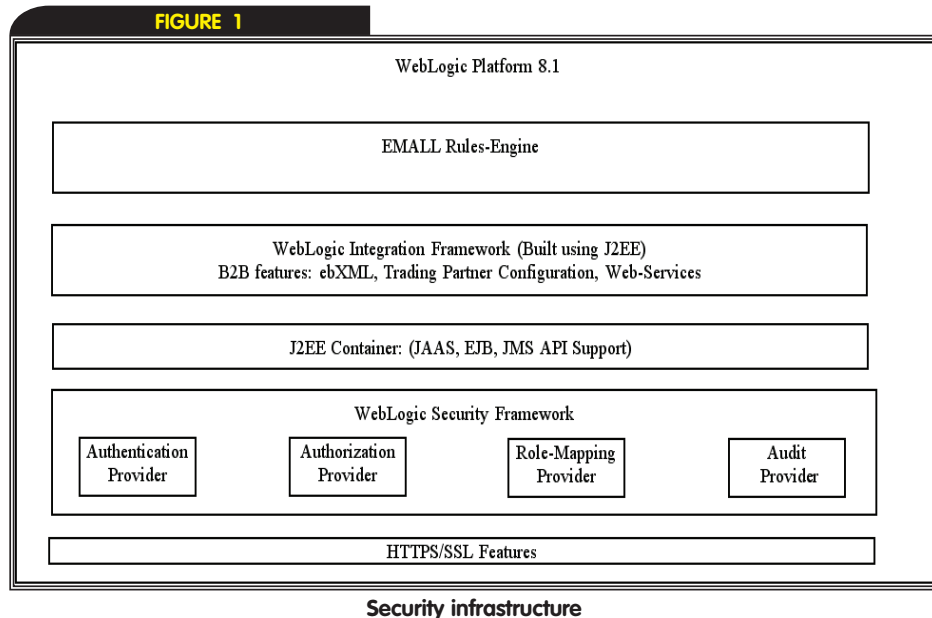 FIGURE 1
WebLogic Platform 8.1
EMALL Rules-Engine
WebLogic Integration Framework (Built using J2EE)
B2B features: ebXML, Trading Partner Configuration, Web-Services
J2EE Container: (JAAS, EJB, JMS API Support)
WebLogic Security Framework
Authentication
Provider
Authorization
Provider
Role-Mapping
Provider
Audit
Provider
HTTPS/SSL Features
Security infrastructure